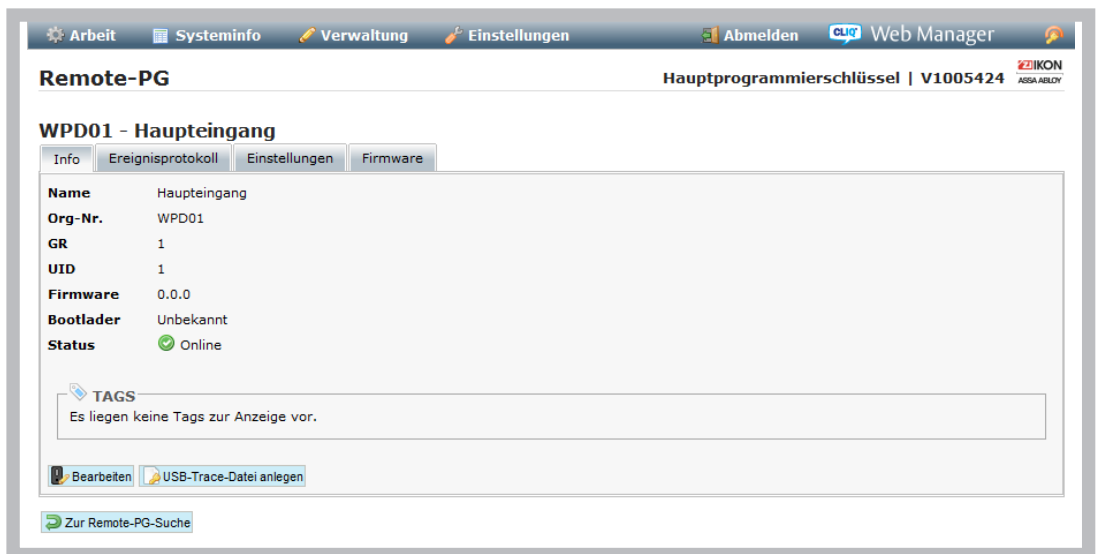 Arbeit Systeminfo Verwaltung Einstellungen Abmelden CLIQ Web Manager
Remote-PG Hauptprogrammierschlüssel | V1005424 IKON
ASSA ABLOY
WPD01 - Haupteingang
Info Ereignisprotokoll Einstellungen Firmware
Name Haupteingang
Org-Nr. WPD01
GR 1
UID 1
Firmware 0.0.0
Bootlader Unbekannt
Status Online
TAGS
Es liegen keine Tags zur Anzeige vor.
Bearbeiten USB-Trace-Datei anlegen
Zur Remote-PG-Suche